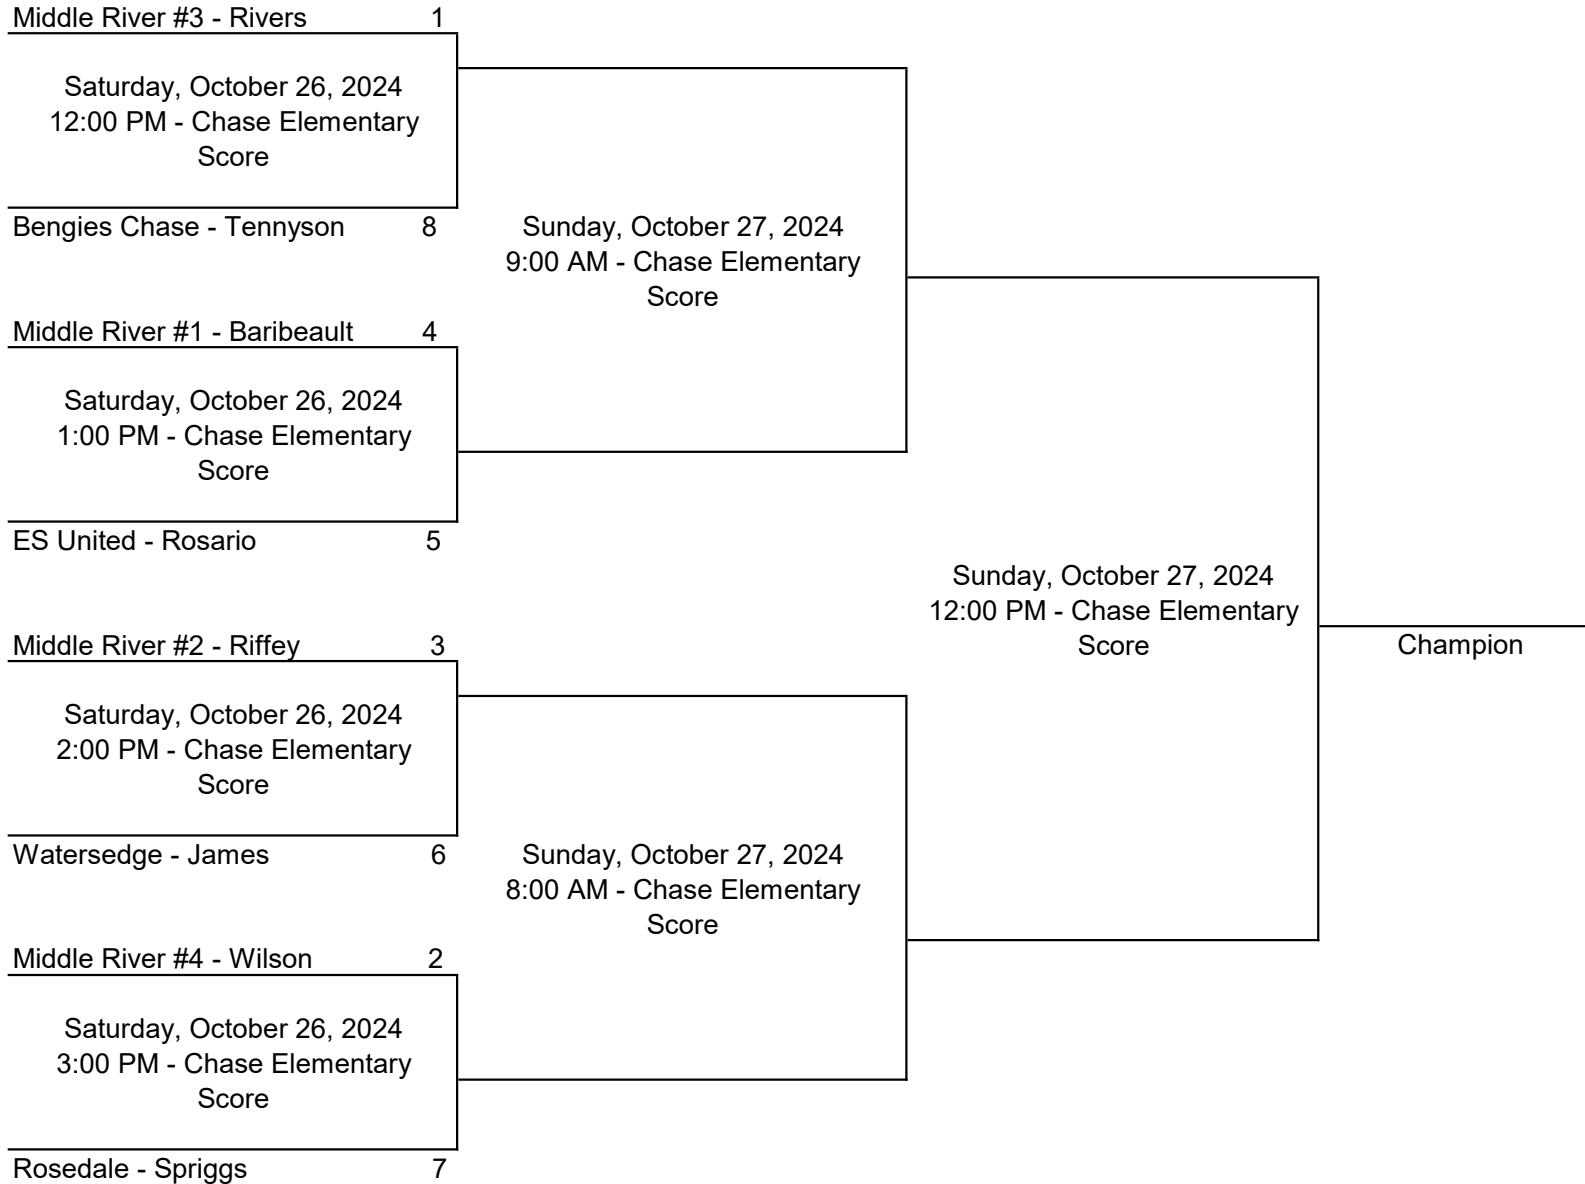 Middle River #3 - Rivers 1
Saturday, October 26, 2024
12:00 PM - Chase Elementary
Score
Bengies Chase - Tennyson 8
Middle River #1 - Baribeault 4
Saturday, October 26, 2024
1:00 PM - Chase Elementary
Score
ES United - Rosario 5
Middle River #2 - Riffey 3
Saturday, October 26, 2024
2:00 PM - Chase Elementary
Score
Watersedge - James 6
Middle River #4 - Wilson 2
Saturday, October 26, 2024
3:00 PM - Chase Elementary
Score
Rosedale - Spriggs 7
Sunday, October 27, 2024
9:00 AM - Chase Elementary
Score
Sunday, October 27, 2024
8:00 AM - Chase Elementary
Score
Sunday, October 27, 2024
12:00 PM - Chase Elementary
Score
Champion